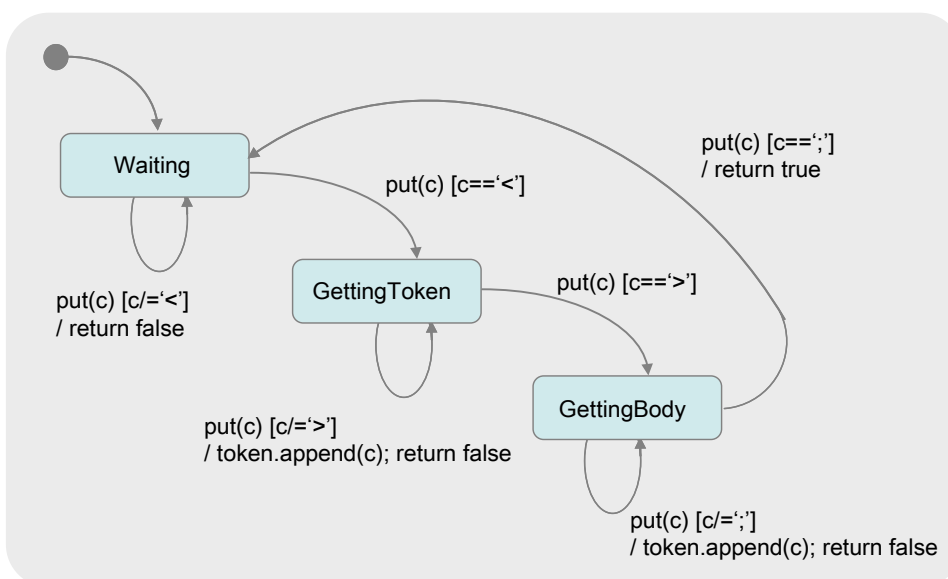 put(c) [c==‘;’]
/ return true
Waiting
put(c) [c==‘<’]
put(c) [c/=‘<’]
/ return false
GettingToken
put(c) [c==‘>’]
put(c) [c/=‘>’]
/ token.append(c); return false
GettingBody
put(c) [c/=‘;’]
/ token.append(c); return false